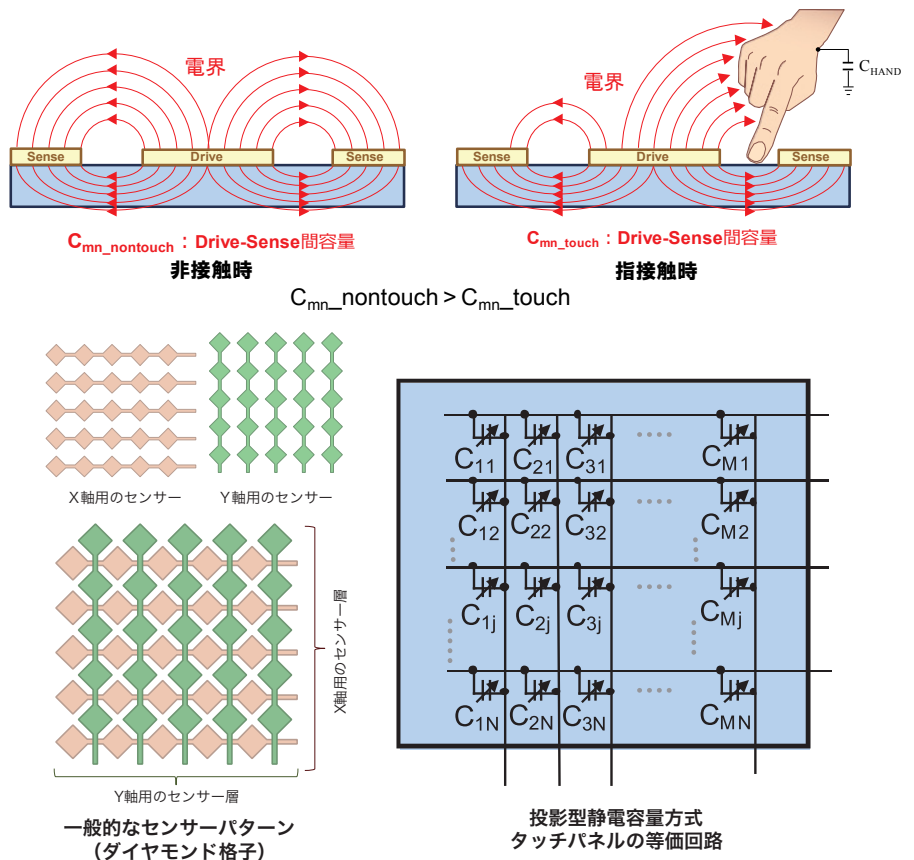 電界
Sense
Drive
Sense
Cmn_nontouch：Drive-Sense間容量
非接触時
電界
CHAND
Sense
Drive
Sense
Cmn_touch：Drive-Sense間容量
指接触時
Cmn_nontouch > Cmn_touch
X軸用のセンサー
Y軸用のセンサー
X軸用のセンサー層
Y軸用のセンサー層
一般的なセンサーパターン
（ダイヤモンド格子）
C11 C21 C31 ‥‥ CM1
C12 C22 C32 ‥‥ CM2
C1j C2j C3j CMj
C1N C2N C3N ‥‥ CMN
投影型静電容量方式
タッチパネルの等価回路